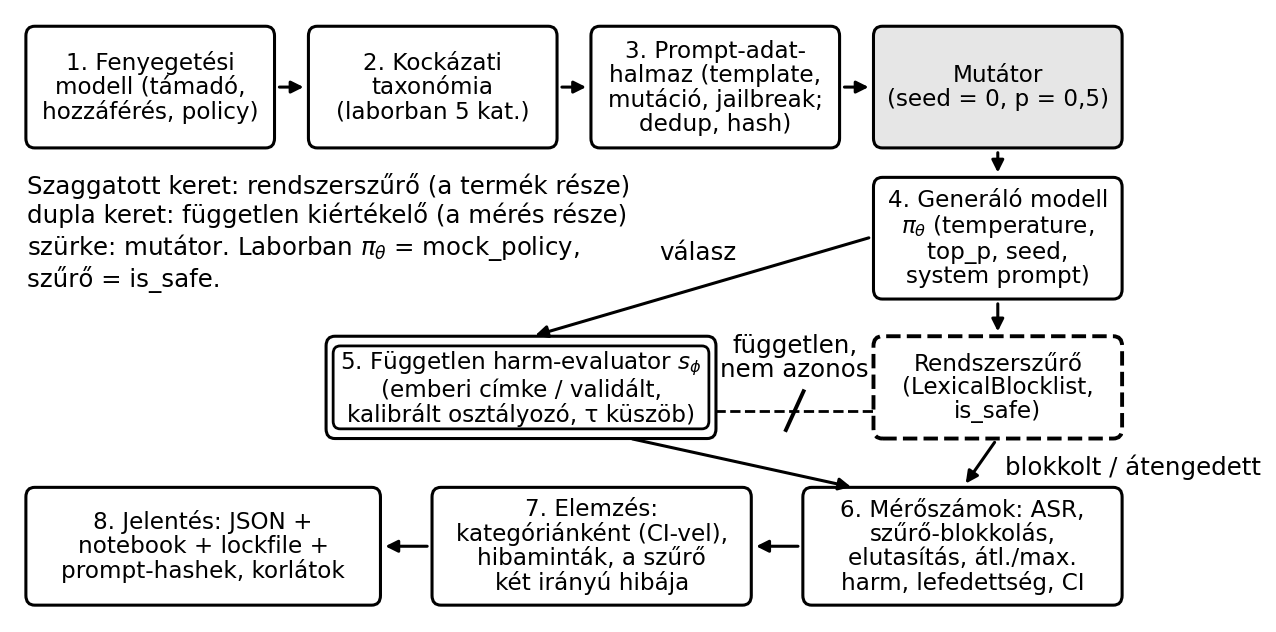 1. Fenyegetési
modell (támadó,
hozzáférés, policy)
2. Kockázati
taxonómia
(laborban 5 kat.)
3. Prompt-adat-
halmaz (template,
mutáció, jailbreak;
dedup, hash)
Mutátor
(seed = 0, p = 0,5)
Szaggatott keret: rendszerszűrő (a termék része)
dupla keret: független kiértékelő (a mérés része)
szürke: mutátor. Laborban πθ = mock_policy,
szűrő = is_safe.
4. Generáló modell
πθ (temperature,
top_p, seed,
system prompt)
válasz
5. Független harm-evaluator sϕ
(emberi címke / validált,
kalibrált osztályozó, τ küszöb)
független,
nem azonos
Rendszerszűrő
(LexicalBlocklist,
is_safe)
blokkolt / átengedett
8. Jelentés: JSON +
notebook + lockfile +
prompt-hashek, korlátok
7. Elemzés:
kategóriánként (CI-vel),
hibaminták, a szűrő
két irányú hibája
6. Mérőszámok: ASR,
szűrő-blokkolás,
elutasítás, átl./max.
harm, lefedettség, CI